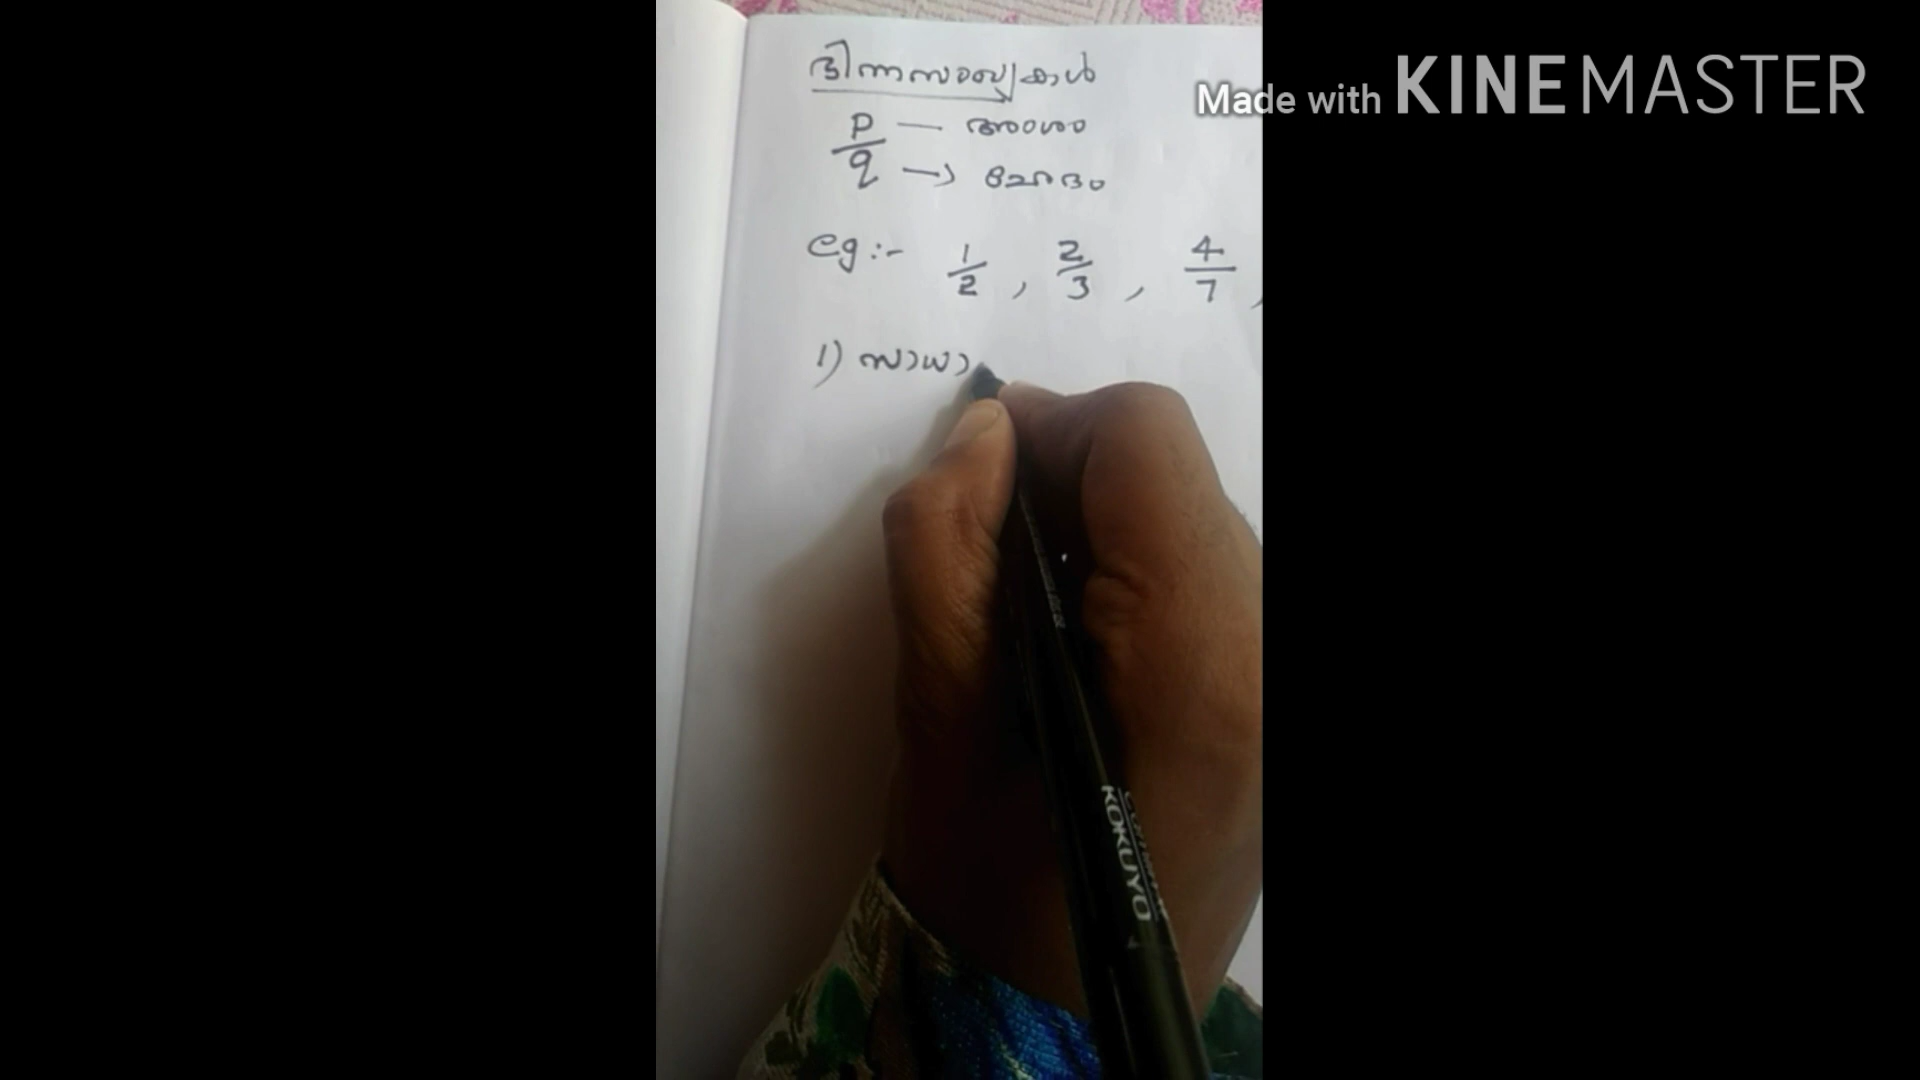 ഭിന്നസംഖ്യകൾ
Made with KINEMASTER
P — അംശം
q → ഛേദം
eg :- 1/2 , 2/3 , 4/7 ,
1) സാധാ
KOKUYO